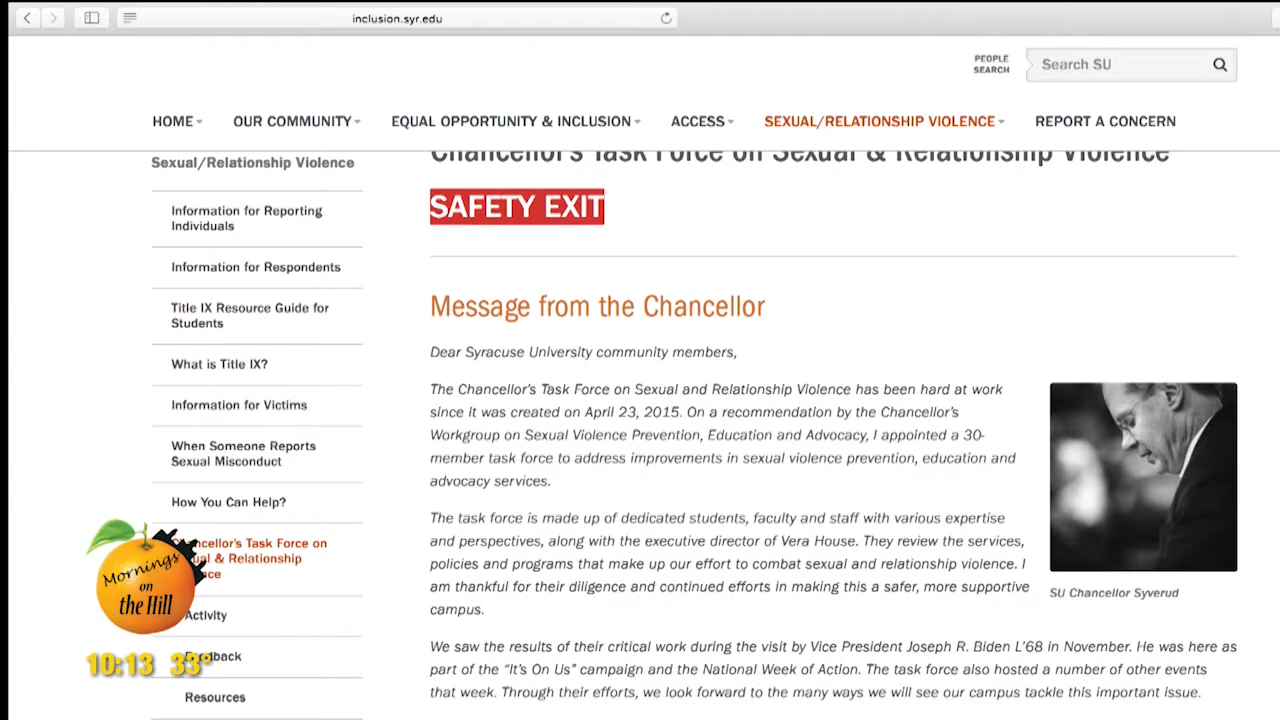 inclusion.syr.edu
PEOPLE
SEARCH
Search SU
HOME
OUR COMMUNITY
EQUAL OPPORTUNITY & INCLUSION
ACCESS
SEXUAL/RELATIONSHIP VIOLENCE
REPORT A CONCERN
Sexual/Relationship Violence
Information for Reporting
Individuals
Information for Respondents
Title IX Resource Guide for
Students
What is Title IX?
Information for Victims
When Someone Reports
Sexual Misconduct
How You Can Help?
Task Force on
& Relationship
Activity
Resources
Chancellor's Task Force on Sexual & Relationship Violence
SAFETY EXIT
Message from the Chancellor
Dear Syracuse University community members,
The Chancellor's Task Force on Sexual and Relationship Violence has been hard at work
since it was created on April 23, 2015. On a recommendation by the Chancellor's
Workgroup on Sexual Violence Prevention, Education and Advocacy, I appointed a 30-
member task force to address improvements in sexual violence prevention, education and
advocacy services.
The task force is made up of dedicated students, faculty and staff with various expertise
and perspectives, along with the executive director of Vera House. They review the services,
policies and programs that make up our effort to combat sexual and relationship violence. I
am thankful for their diligence and continued efforts in making this a safer, more supportive
campus.
We saw the results of their critical work during the visit by Vice President Joseph R. Biden L'68 in November. He was here as
part of the "It's On Us" campaign and the National Week of Action. The task force also hosted a number of other events
that week. Through their efforts, we look forward to the many ways we will see our campus tackle this important issue.
SU Chancellor Syverud
Mornings
on
the Hill
10:13 33°